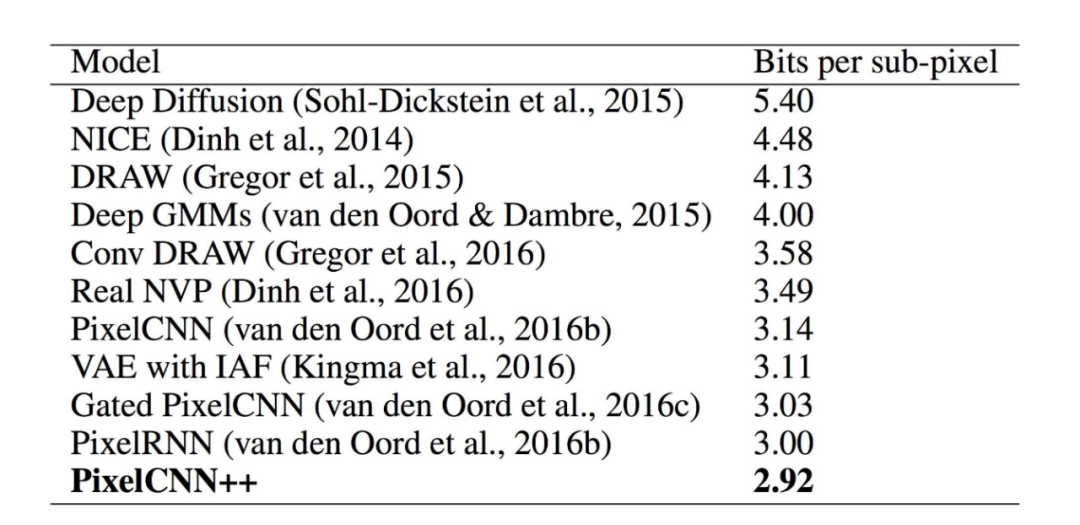 Model Bits per sub-pixel
Deep Diffusion (Sohl-Dickstein et al., 2015) 5.40
NICE (Dinh et al., 2014) 4.48
DRAW (Gregor et al., 2015) 4.13
Deep GMMs (van den Oord & Dambre, 2015) 4.00
Conv DRAW (Gregor et al., 2016) 3.58
Real NVP (Dinh et al., 2016) 3.49
PixelCNN (van den Oord et al., 2016b) 3.14
VAE with IAF (Kingma et al., 2016) 3.11
Gated PixelCNN (van den Oord et al., 2016c) 3.03
PixelRNN (van den Oord et al., 2016b) 3.00
PixelCNN++ 2.92